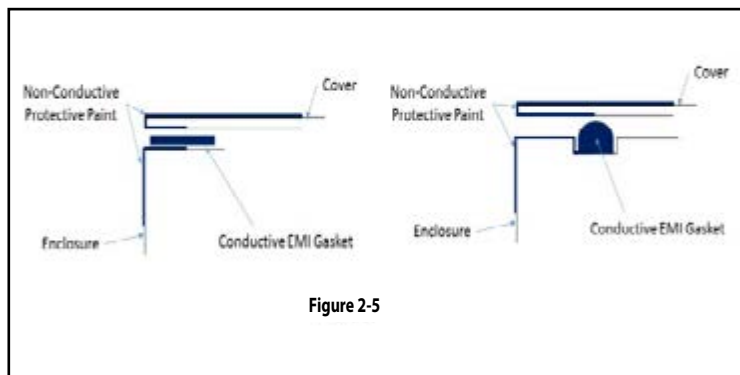 Non-Conductive
Protective Paint
Cover
Enclosure
Conductive EMI Gasket
Non-Conductive
Protective Paint
Cover
Enclosure
Conductive EMI Gasket
Figure 2-5